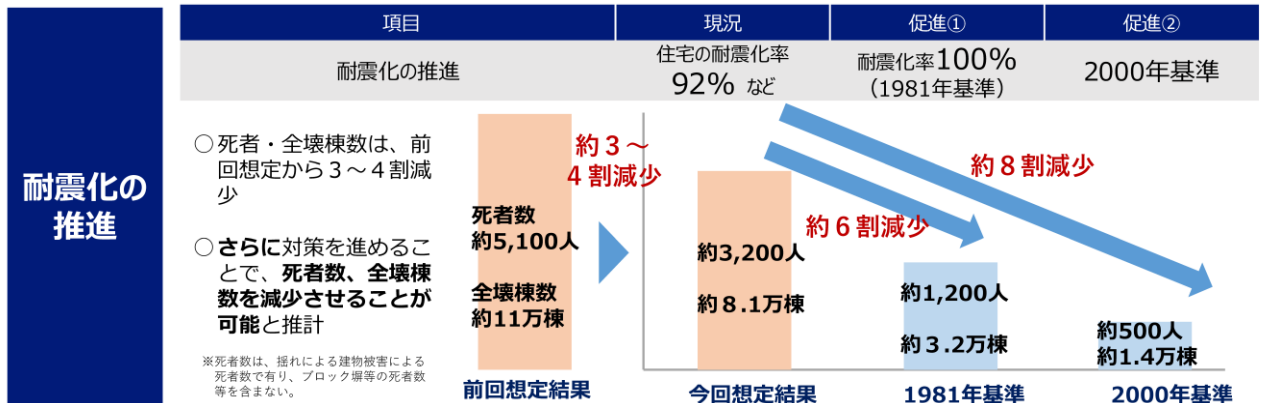 耐震化の
推進
項目
現況
促進①
促進②
耐震化の推進
住宅の耐震化率
92% など
耐震化率100%
(1981年基準)
2000年基準
○死者・全壊棟数は、前
回想定から３～４割減
少
○さらに対策を進めるこ
とで、死者数、全壊棟
数を減少させることが
可能と推計
※死者数は、揺れによる建物被害による
死者数で有り、ブロック塀等の死者数
等を含まない。
死者数
約5,100人
全壊棟数
約11万棟
前回想定結果
約３～
４割減少
約3,200人
約８.1万棟
今回想定結果
約６割減少
約８割減少
約1,200人
約３.2万棟
1981年基準
約500人
約1.4万棟
2000年基準